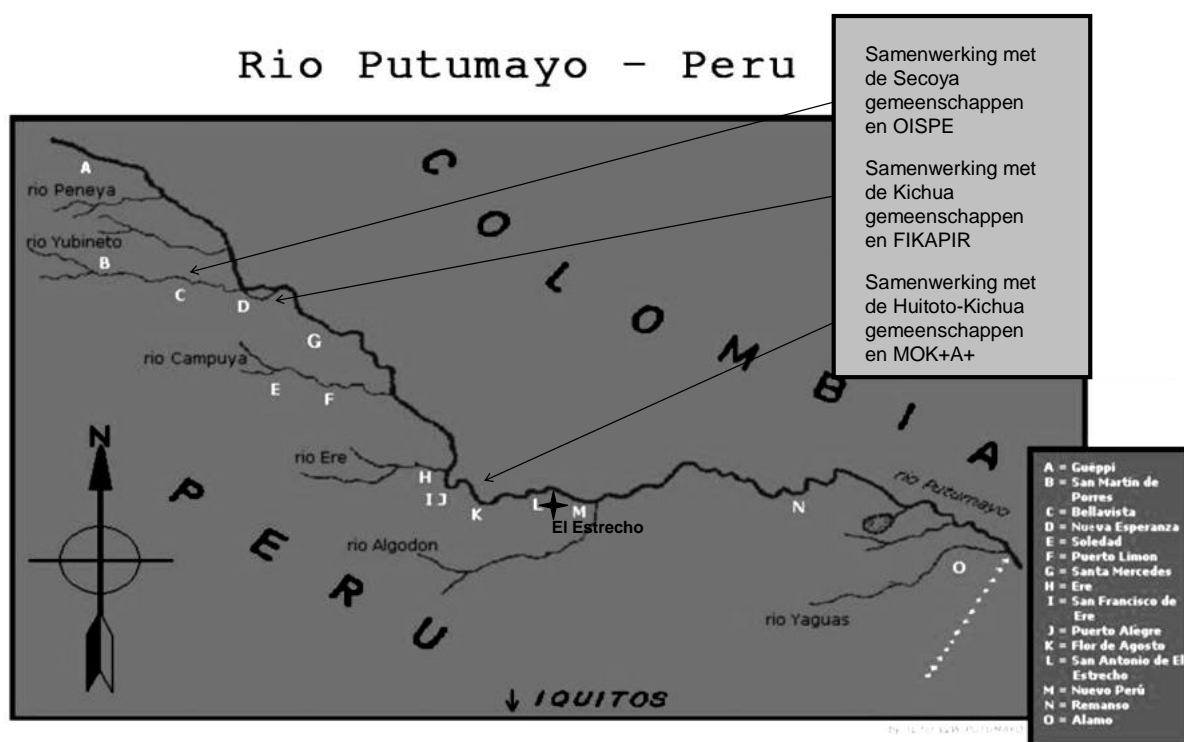 Rio Putumayo – Peru
Samenwerking met
de Secoya
gemeenschappen
en OISPE
Samenwerking met
de Kichua
gemeenschappen
en FIKAPIR
Samenwerking met
de Huitoto-Kichua
gemeenschappen
en MOK+A+
COLOMBIA
PERU
A
rio Peneya
rio Yubineto
B
C
D
G
rio Campuya
E
F
N
rio Ere
H
I J
K
L
M
El Estrecho
N
rio Putumayo
rio Algodon
O
rio Yaguas
↓ IQUITOS
A = Guëppi
B = San Martin de
Porres
C = Bellavista
D = Nueva Esperanza
E = Soledad
F = Puerto Limon
G = Santa Mercedes
H = Ere
I = San Francisco de
Ere
J = Puerto Alegre
K = Flor de Agosto
L = San Antonio de El
Estrecho
M = Nuevo Perú
N = Remanso
O = Alamo